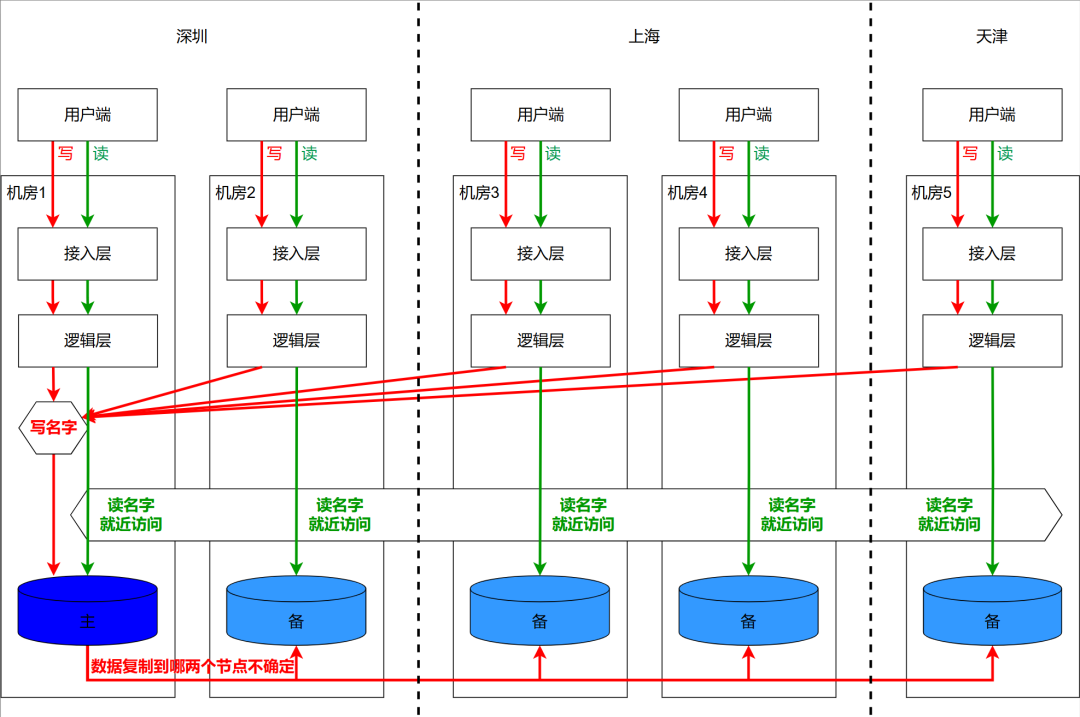 深圳
上海
天津
用户端
用户端
用户端
用户端
用户端
写
读
写
读
写
读
写
读
写
读
机房1
机房2
机房3
机房4
机房5
接入层
接入层
接入层
接入层
接入层
逻辑层
逻辑层
逻辑层
逻辑层
逻辑层
写名字
读名字
就近访问
读名字
就近访问
读名字
就近访问
读名字
就近访问
读名字
就近访问
主
备
备
备
备
数据复制到哪两个节点不确定